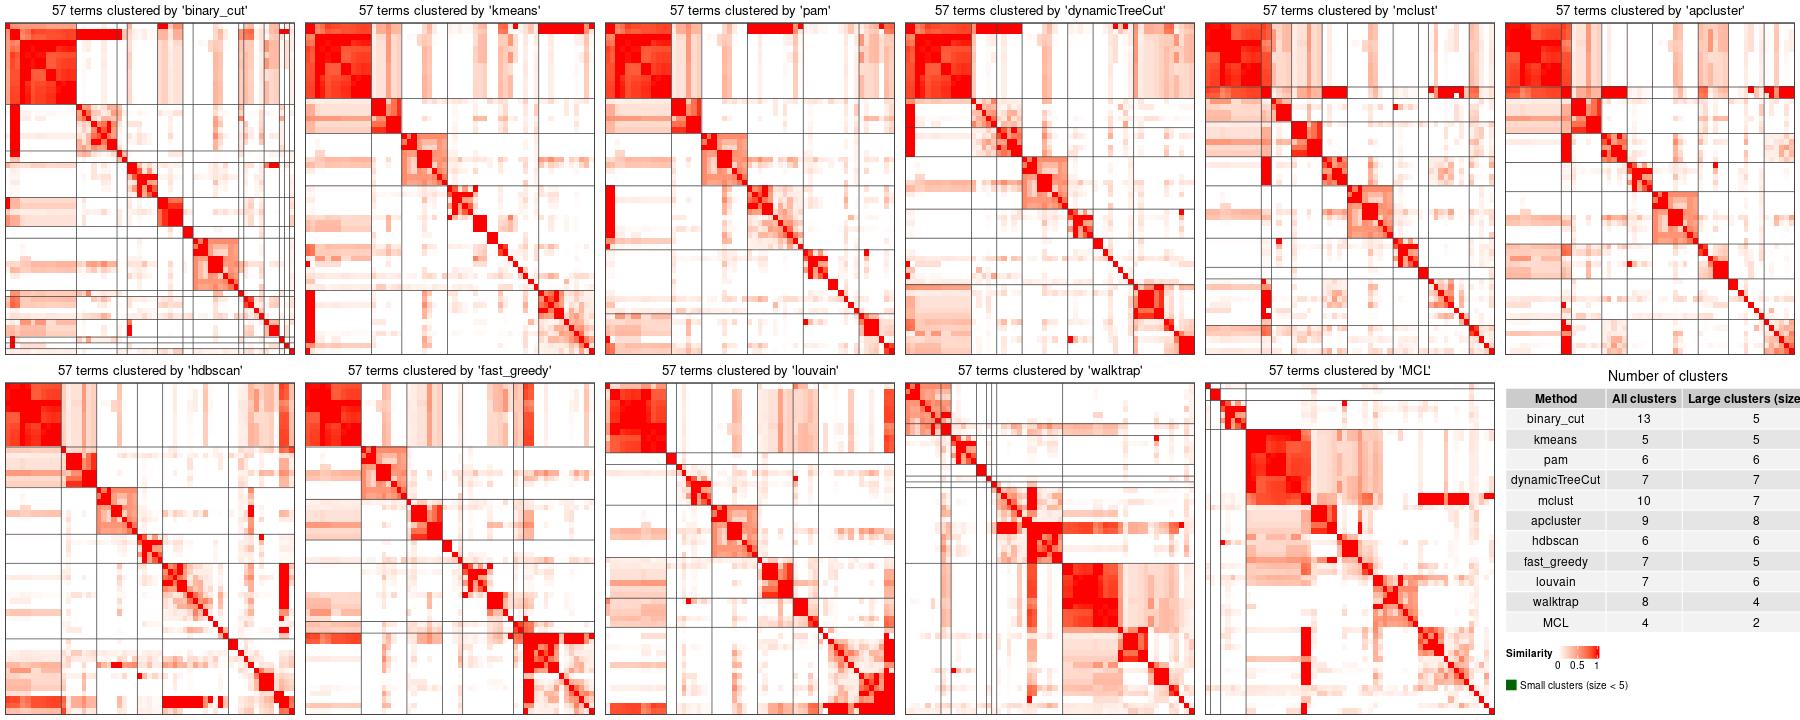 57 terms clustered by 'binary_cut'
57 terms clustered by 'kmeans'
57 terms clustered by 'pam'
57 terms clustered by 'dynamicTreeCut'
57 terms clustered by 'mclust'
57 terms clustered by 'apcluster'
57 terms clustered by 'hdbscan'
57 terms clustered by 'fast_greedy'
57 terms clustered by 'louvain'
57 terms clustered by 'walktrap'
57 terms clustered by 'MCL'
Number of clusters
Method All clusters Large clusters (size
binary_cut 13 5
kmeans 5 5
pam 6 6
dynamicTreeCut 7 7
mclust 10 7
apcluster 9 8
hdbscan 6 6
fast_greedy 7 5
louvain 7 6
walktrap 8 4
MCL 4 2
Similarity
0 0.5 1
Small clusters (size < 5)